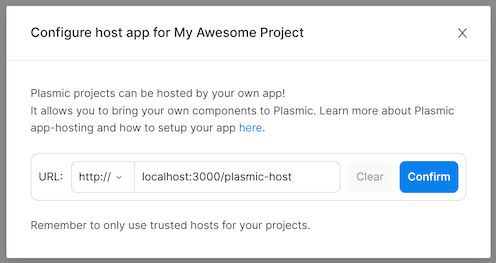 Configure host app for My Awesome Project
Plasmic projects can be hosted by your own app!
It allows you to bring your own components to Plasmic. Learn more about Plasmic
app-hosting and how to setup your app here.
URL: http:// localhost:3000/plasmic-host Clear Confirm
Remember to only use trusted hosts for your projects.